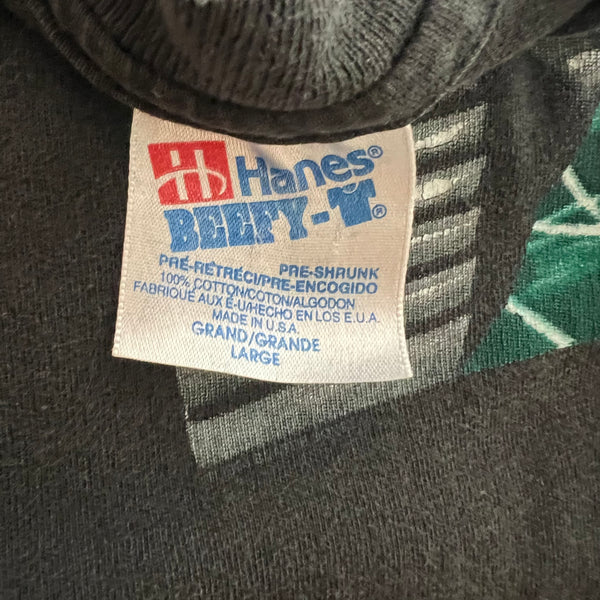 H Hanes®
BEEFY-T®
PRE-SHRUNK
PRÉ-RÉTRÉCI/PRE-ENCOGIDO
100% COTTON/COTON/ALGODON
FABRIQUÉ AUX É-U/HECHO EN LOS E.U.A.
MADE IN U.S.A.
GRAND/GRANDE
LARGE